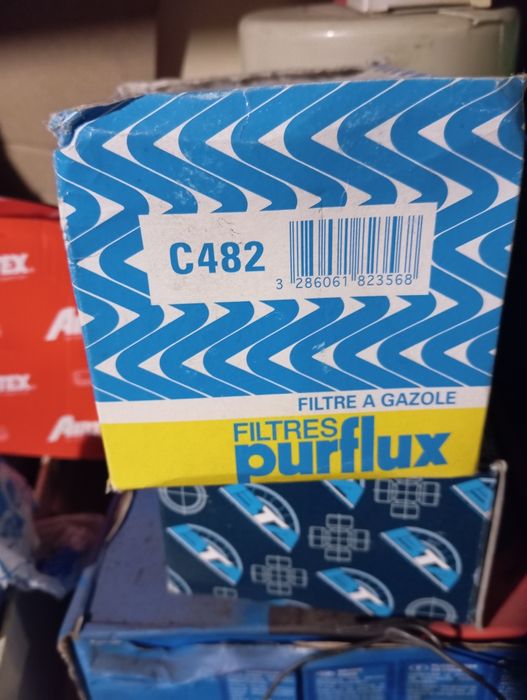 C482
3 286061 823568
FILTRE A GAZOLE
FILTRES
purflux